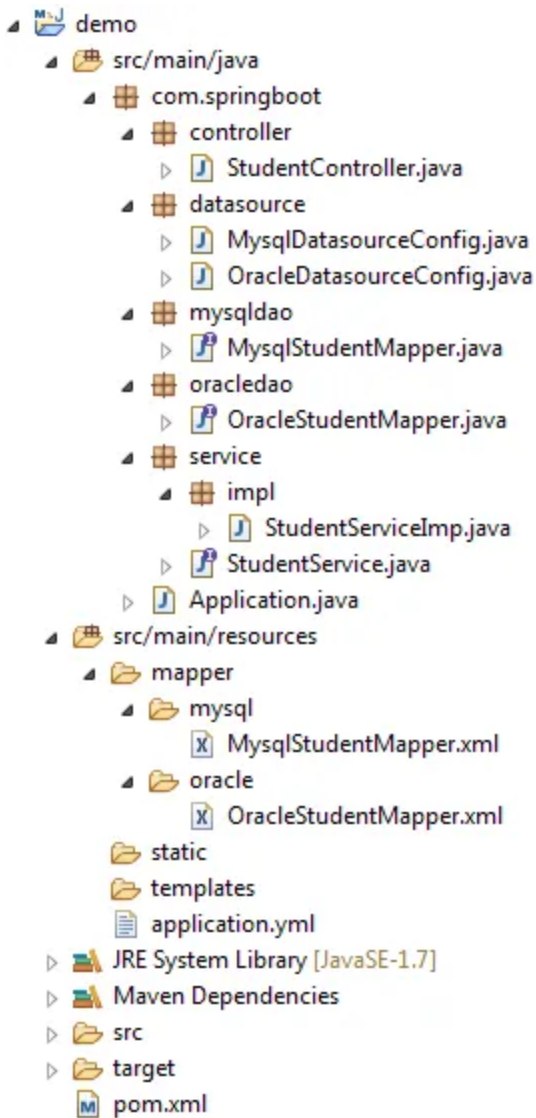 demo
src/main/java
com.springboot
controller
StudentController.java
datasource
MysqlDatasourceConfig.java
OracleDatasourceConfig.java
mysqldao
MysqlStudentMapper.java
oracledao
OracleStudentMapper.java
service
impl
StudentServiceImp.java
StudentService.java
Application.java
src/main/resources
mapper
mysql
MysqlStudentMapper.xml
oracle
OracleStudentMapper.xml
static
templates
application.yml
JRE System Library [JavaSE-1.7]
Maven Dependencies
src
target
pom.xml